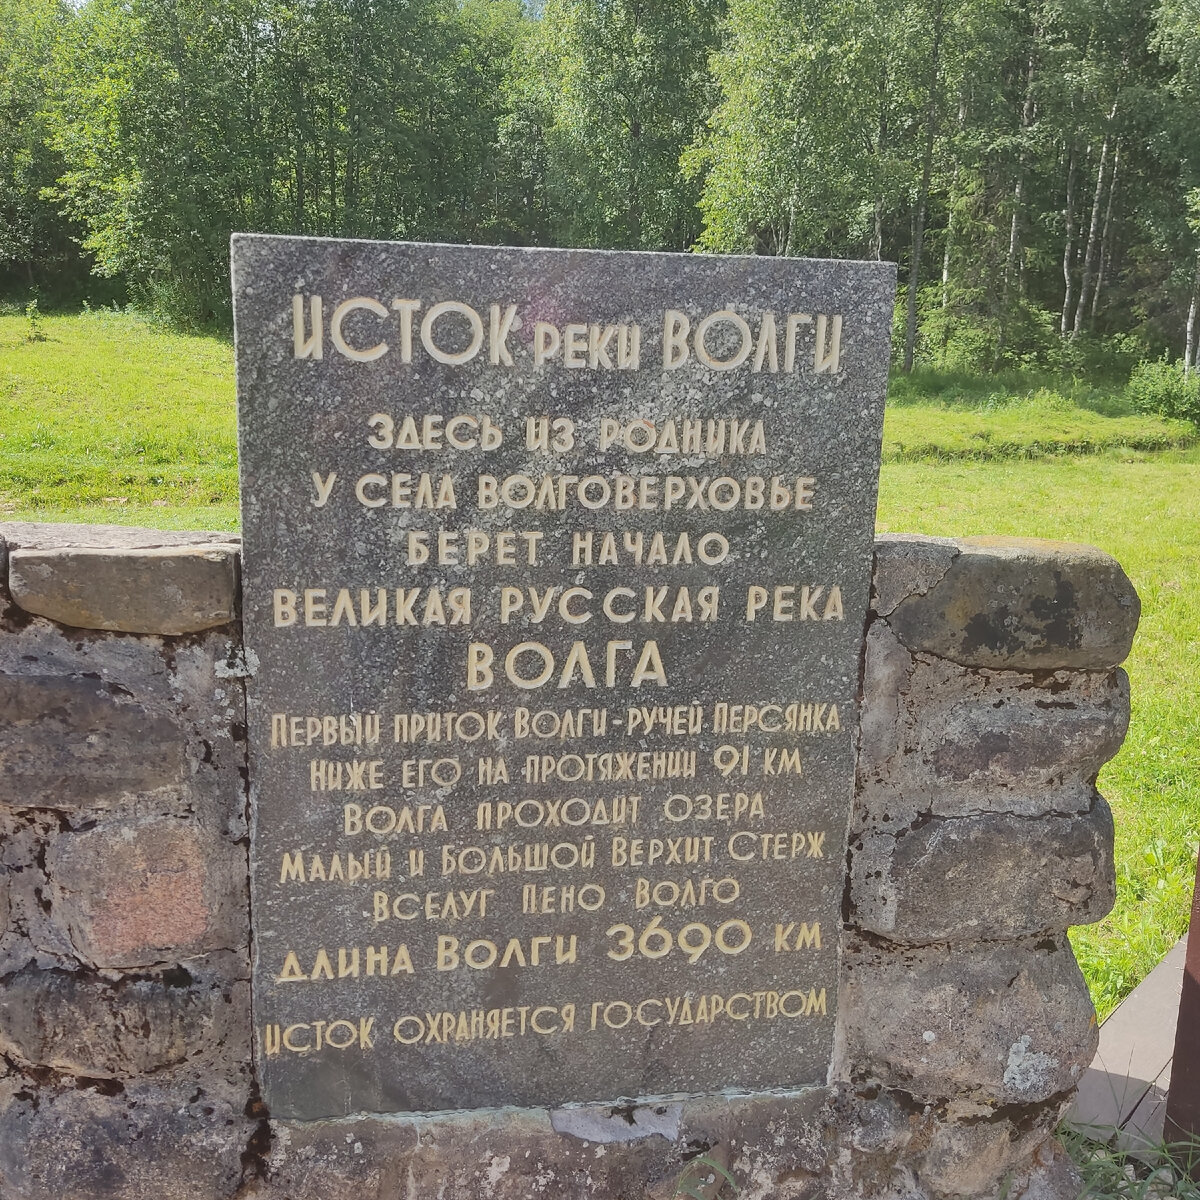 ИСТОК РЕКИ ВОЛГИ
ЗДЕСЬ ИЗ РОДНИКА
У СЕЛА ВОЛГОВЕРХОВЬЕ
БЕРЕТ НАЧАЛО
ВЕЛИКАЯ РУССКАЯ РЕКА
ВОЛГА
ПЕРВЫЙ ПРИТОК ВОЛГИ-РУЧЕЙ ПЕРСЯНКА
НИЖЕ ЕГО НА ПРОТЯЖЕНИИ 91 КМ
ВОЛГА ПРОХОДИТ ОЗЕРА
МАЛЫЙ И БОЛЬШОЙ ВЕРХИТ СТЕРЖ
ВСЕЛУГ ПЕНО ВОЛГО
ДЛИНА ВОЛГИ 3690 КМ
ИСТОК ОХРАНЯЕТСЯ ГОСУДАРСТВОМ